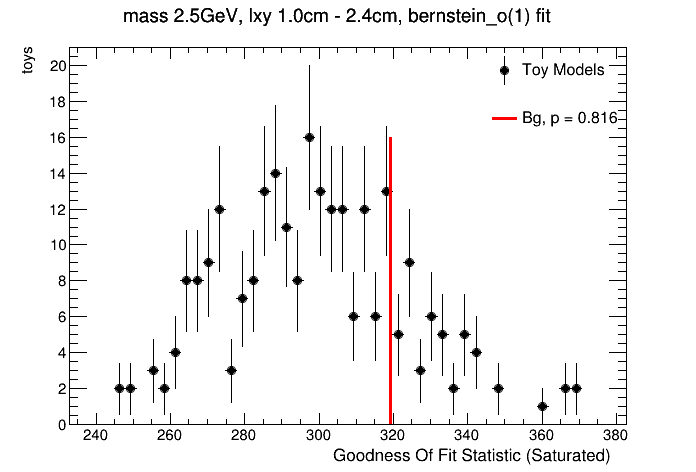 mass 2.5GeV, lxy 1.0cm - 2.4cm, bernstein_o(1) fit
toys
Toy Models
Bg, p = 0.816
20
18
16
14
12
10
8
6
4
2
0
240 260 280 300 320 340 360 380
Goodness Of Fit Statistic (Saturated)